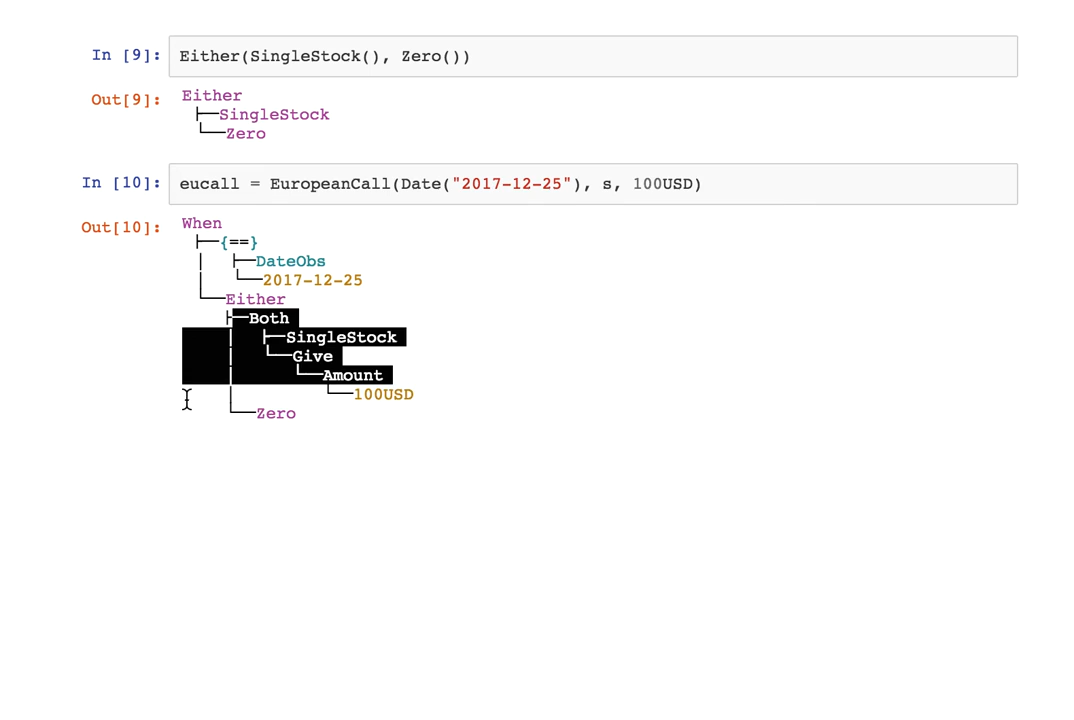 In [9]: Either(SingleStock(), Zero())
Out[9]: Either
├──SingleStock
└──Zero
In [10]: eucall = EuropeanCall(Date("2017-12-25"), s, 100USD)
Out[10]: When
├──{==}
│  ├──DateObs
│  └──2017-12-25
└──Either
   ├──Both
   │  ├──SingleStock
   │  └──Give
   │     └──Amount
   │        └──100USD
   └──Zero